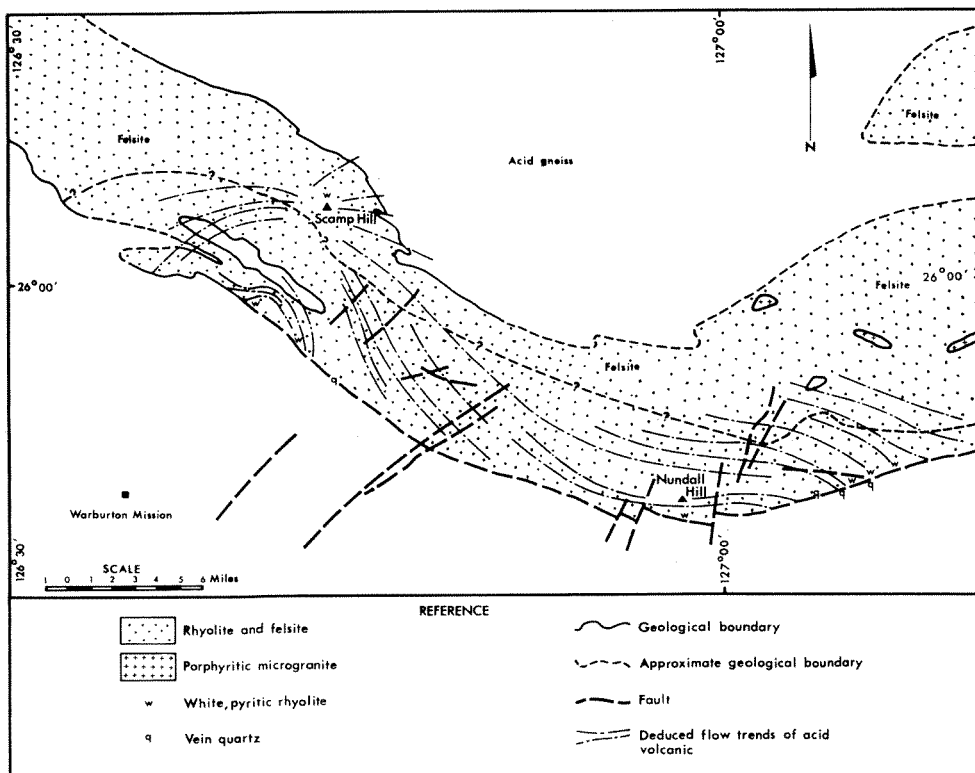 126°30'
127°00'
Felsite
Felsite
N
Acid gneiss
?
?
w
Scamp Hill
26°00'
26°00'
Felsite
w
w
?
Felsite
?
q
?
w
w
w
Nundall
Hill
q
q
q
w
Warburton Mission
126°30'
SCALE
1 0 1 2 3 4 5 6 Miles
127°00'
REFERENCE
Rhyolite and felsite
Porphyritic microgranite
w White, pyritic rhyolite
q Vein quartz
Geological boundary
Approximate geological boundary
Fault
Deduced flow trends of acid
volcanic